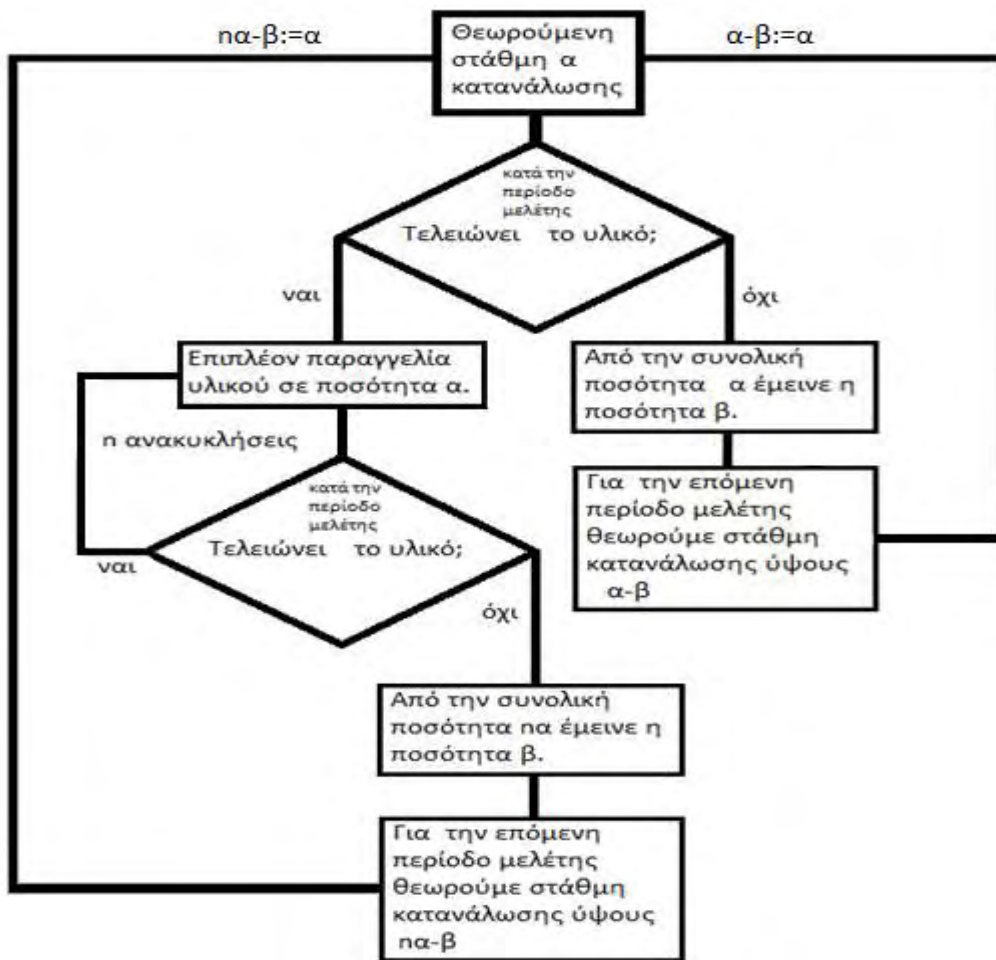 nα-β:=α
Θεωρούμενη
στάθμη α
κατανάλωσης
α-β:=α
κατά την
περίοδο
μελέτης
Τελειώνει το υλικό;
ναι
όχι
Επιπλέον παραγγελία
υλικού σε ποσότητα α.
Από την συνολική
ποσότητα α έμεινε η
ποσότητα β.
n ανακυκλήσεις
κατά την
περίοδο
μελέτης
Τελειώνει το υλικό;
ναι
όχι
Για την επόμενη
περίοδο μελέτης
θεωρούμε στάθμη
κατανάλωσης ύψους
α-β
Από την συνολική
ποσότητα nα έμεινε η
ποσότητα β.
Για την επόμενη
περίοδο μελέτης
θεωρούμε στάθμη
κατανάλωσης ύψους
nα-β